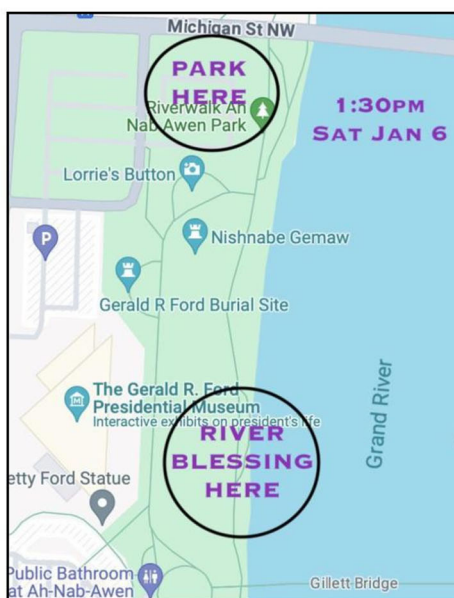 Michigan St NW
PARK
HERE
Riverwalk Ah
Nab Awen Park
1:30PM
SAT JAN 6
Lorrie's Button
Nishnabe Gemaw
P
Gerald R Ford Burial Site
The Gerald R. Ford
Presidential Museum
Interactive exhibits on president's life
RIVER
BLESSING
HERE
Grand River
etty Ford Statue
Public Bathroom
at Ah-Nab-Awen
Gillett Bridge